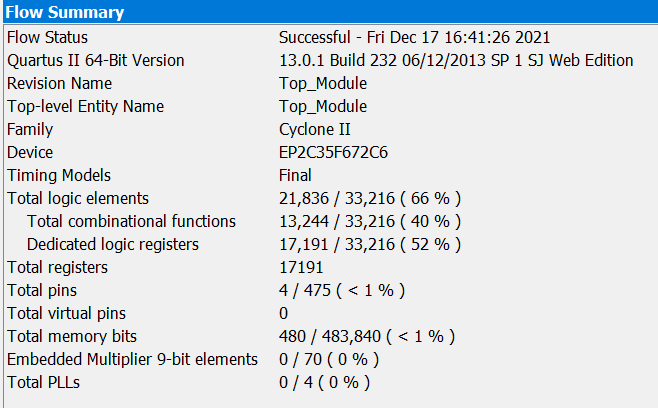 Flow Summary
Flow Status Successful - Fri Dec 17 16:41:26 2021
Quartus II 64-Bit Version 13.0.1 Build 232 06/12/2013 SP 1 SJ Web Edition
Revision Name Top_Module
Top-level Entity Name Top_Module
Family Cyclone II
Device EP2C35F672C6
Timing Models Final
Total logic elements 21,836 / 33,216 ( 66 % )
Total combinational functions 13,244 / 33,216 ( 40 % )
Dedicated logic registers 17,191 / 33,216 ( 52 % )
Total registers 17191
Total pins 4 / 475 ( < 1 % )
Total virtual pins 0
Total memory bits 480 / 483,840 ( < 1 % )
Embedded Multiplier 9-bit elements 0 / 70 ( 0 % )
Total PLLs 0 / 4 ( 0 % )